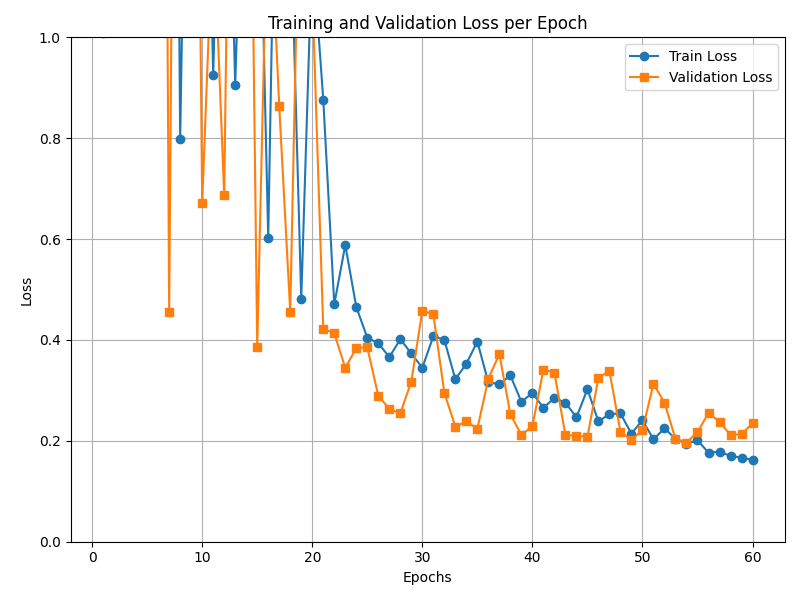 Training and Validation Loss per Epoch
Train Loss
Validation Loss
Loss
1.0
0.8
0.6
0.4
0.2
0.0
0 10 20 30 40 50 60
Epochs